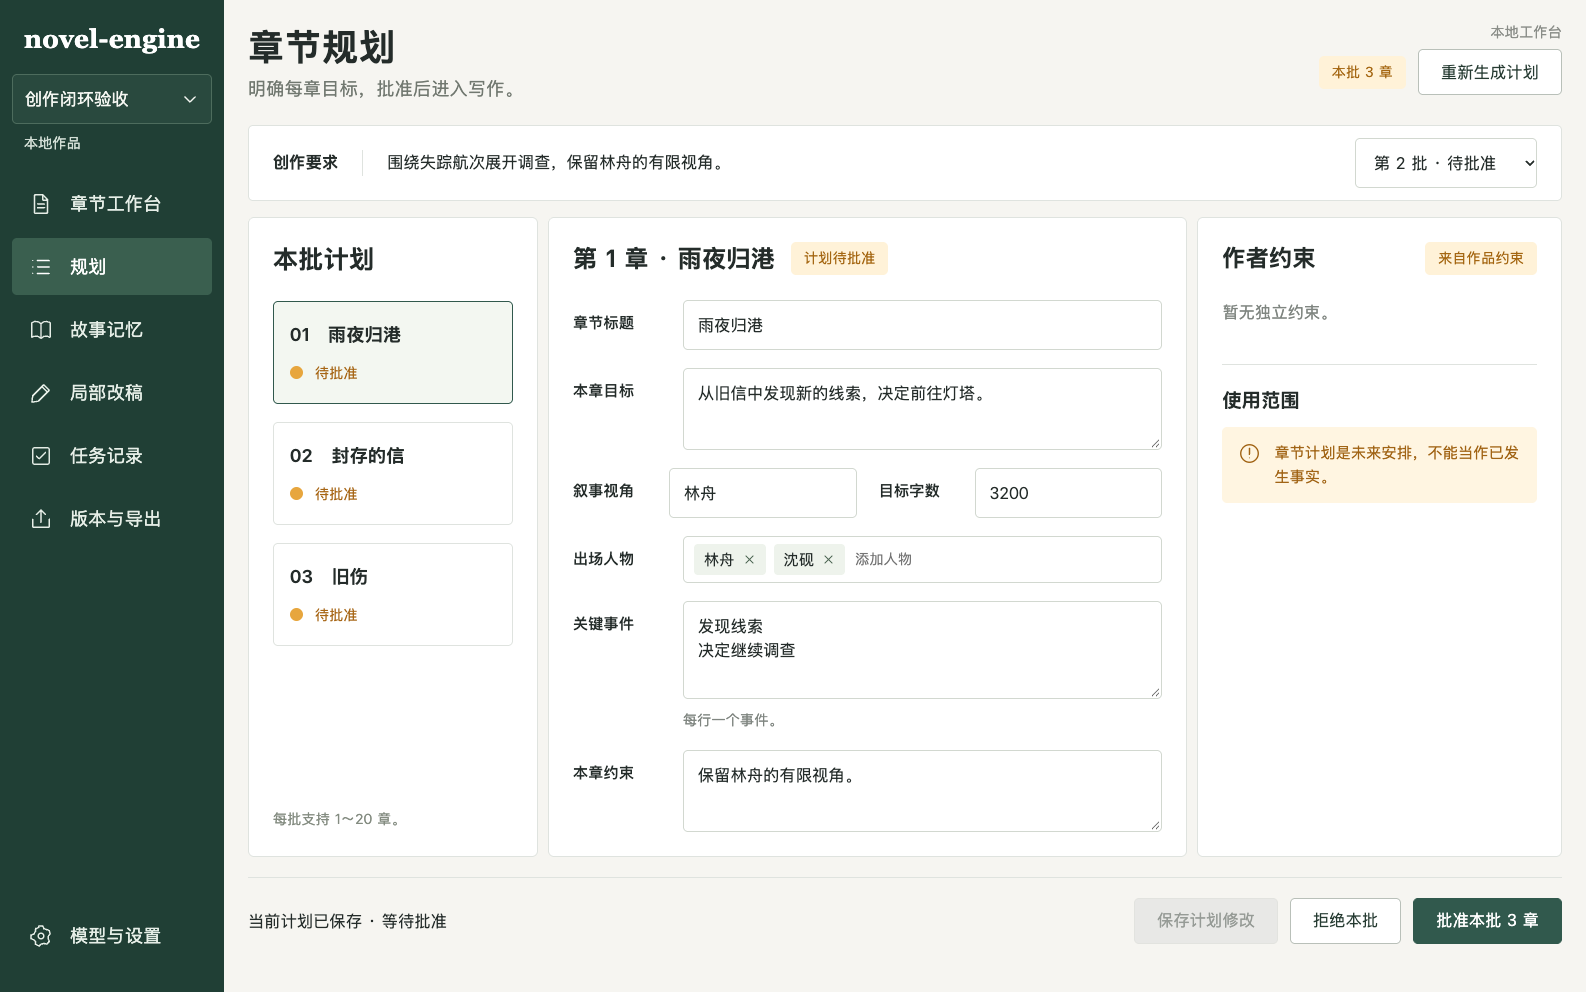 novel-engine
创作闭环验收
本地作品
章节工作台
规划
故事记忆
局部改稿
任务记录
版本与导出
模型与设置
章节规划
明确每章目标，批准后进入写作。
本地工作台
本批 3 章
重新生成计划
创作要求
围绕失踪航次展开调查，保留林舟的有限视角。
第 2 批 · 待批准
本批计划
01 雨夜归港
待批准
02 封存的信
待批准
03 旧伤
待批准
每批支持 1～20 章。
第 1 章 · 雨夜归港
计划待批准
章节标题
雨夜归港
本章目标
从旧信中发现新的线索，决定前往灯塔。
叙事视角
林舟
目标字数
3200
出场人物
林舟 ×
沈砚 ×
添加人物
关键事件
发现线索
决定继续调查
每行一个事件。
本章约束
保留林舟的有限视角。
作者约束
来自作品约束
暂无独立约束。
使用范围
章节计划是未来安排，不能当作已发
生事实。
当前计划已保存 · 等待批准
保存计划修改
拒绝本批
批准本批 3 章